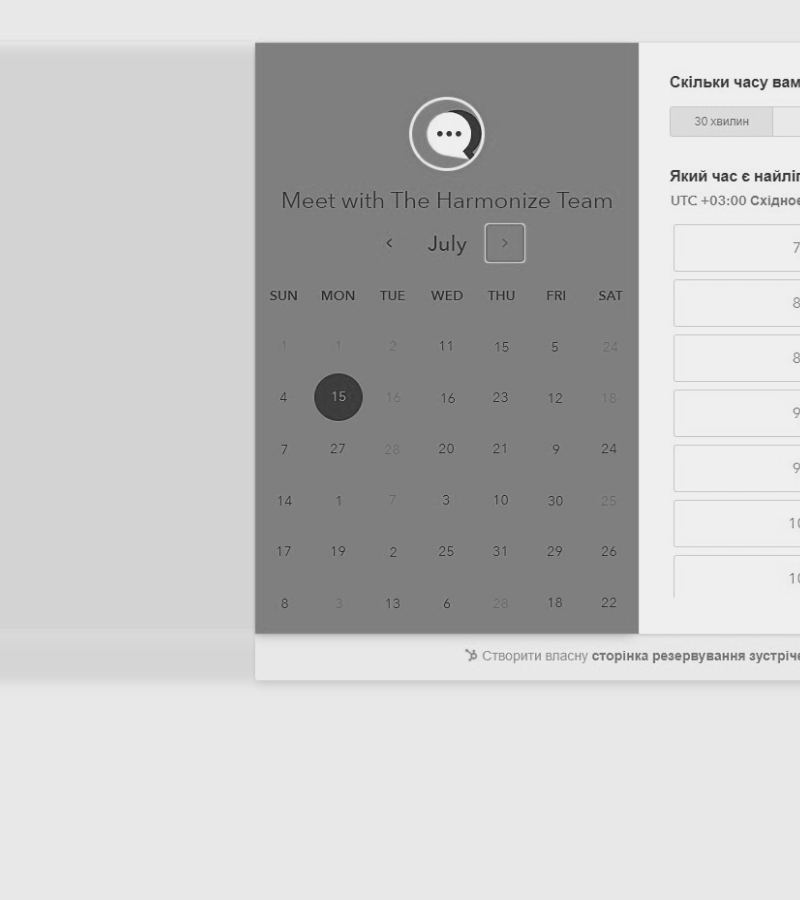 Meet with The Harmonize Team
July
SUN MON TUE WED THU FRI SAT
1 1 2 11 15 5 24
4 15 16 16 23 12 18
7 27 28 20 21 9 24
14 1 7 3 10 30 25
17 19 2 25 31 29 26
8 3 13 6 28 18 22
Скільки часу вам
30 хвилин
Який час є
UTC +03:00
7
8
8
9
9
10
10
Створити власну сторінка резервування